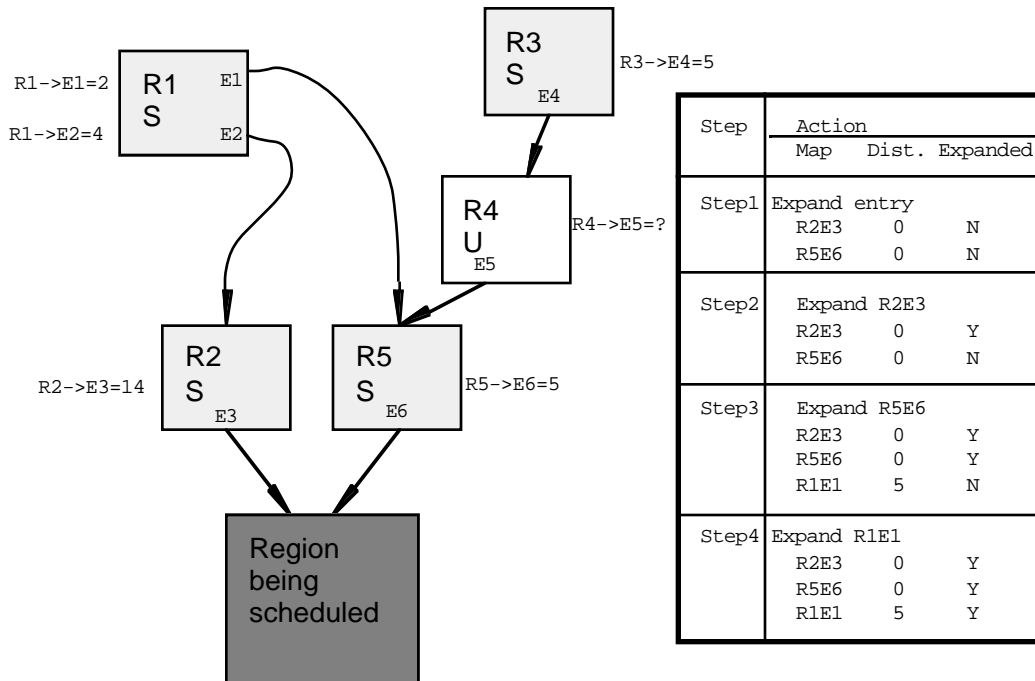 R3
S
E4
R3->E4=5
R1->E1=2
R1
S
E1
E2
R1->E2=4
R4
U
E5
R4->E5=?
R2
S
E3
R2->E3=14
R5
S
E6
R5->E6=5
Region
being
scheduled
Step Action
Map Dist. Expanded
Step1 Expand entry
R2E3 0 N
R5E6 0 N
Step2 Expand R2E3
R2E3 0 Y
R5E6 0 N
Step3 Expand R5E6
R2E3 0 Y
R5E6 0 Y
R1E1 5 N
Step4 Expand R1E1
R2E3 0 Y
R5E6 0 Y
R1E1 5 Y